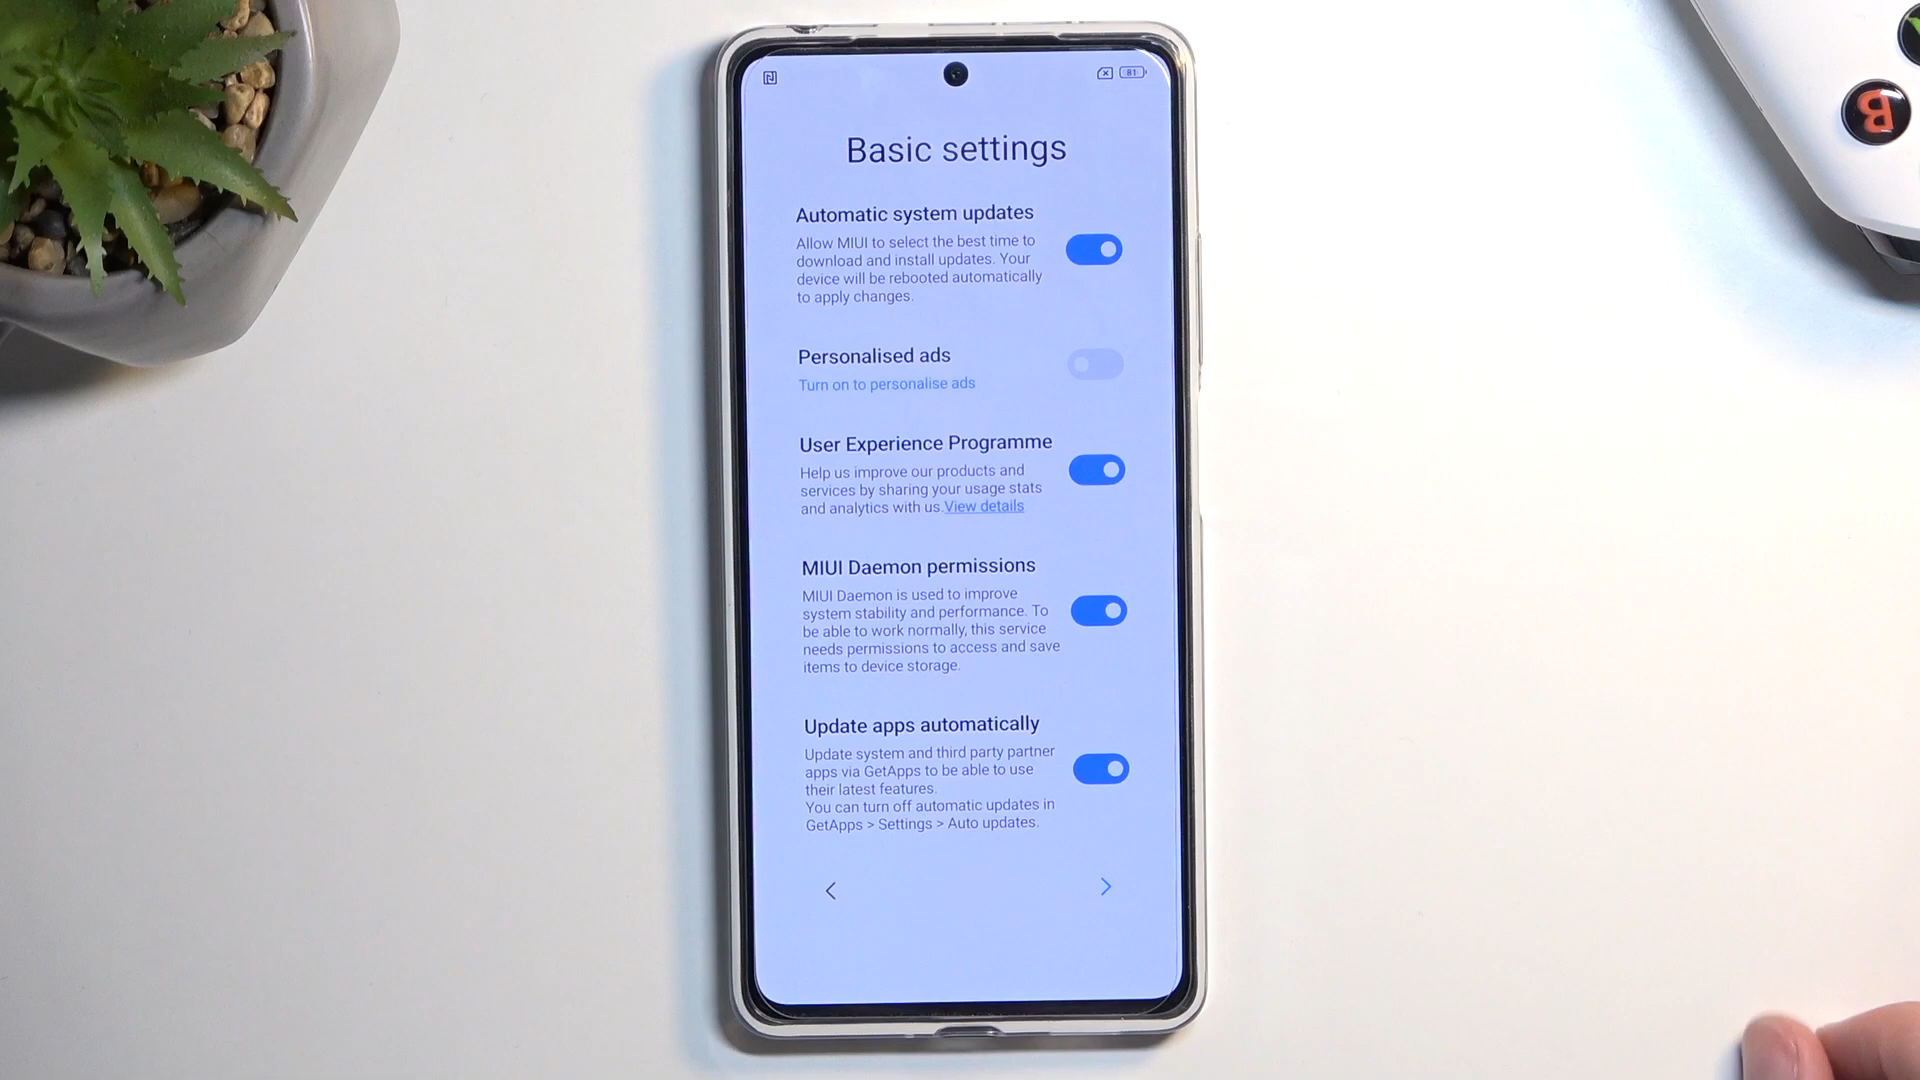 81
Basic settings
Automatic system updates
Allow MIUI to select the best time to
download and install updates. Your
device will be rebooted automatically
to apply changes.
Personalised ads
Turn on to personalise ads
User Experience Programme
Help us improve our products and
services by sharing your usage stats
and analytics with us.View details
MIUI Daemon permissions
MIUI Daemon is used to improve
system stability and performance. To
be able to work normally, this service
needs permissions to access and save
items to device storage.
Update apps automatically
Update system and third party partner
apps via GetApps to be able to use
their latest features.
You can turn off automatic updates in
GetApps > Settings > Auto updates.
B